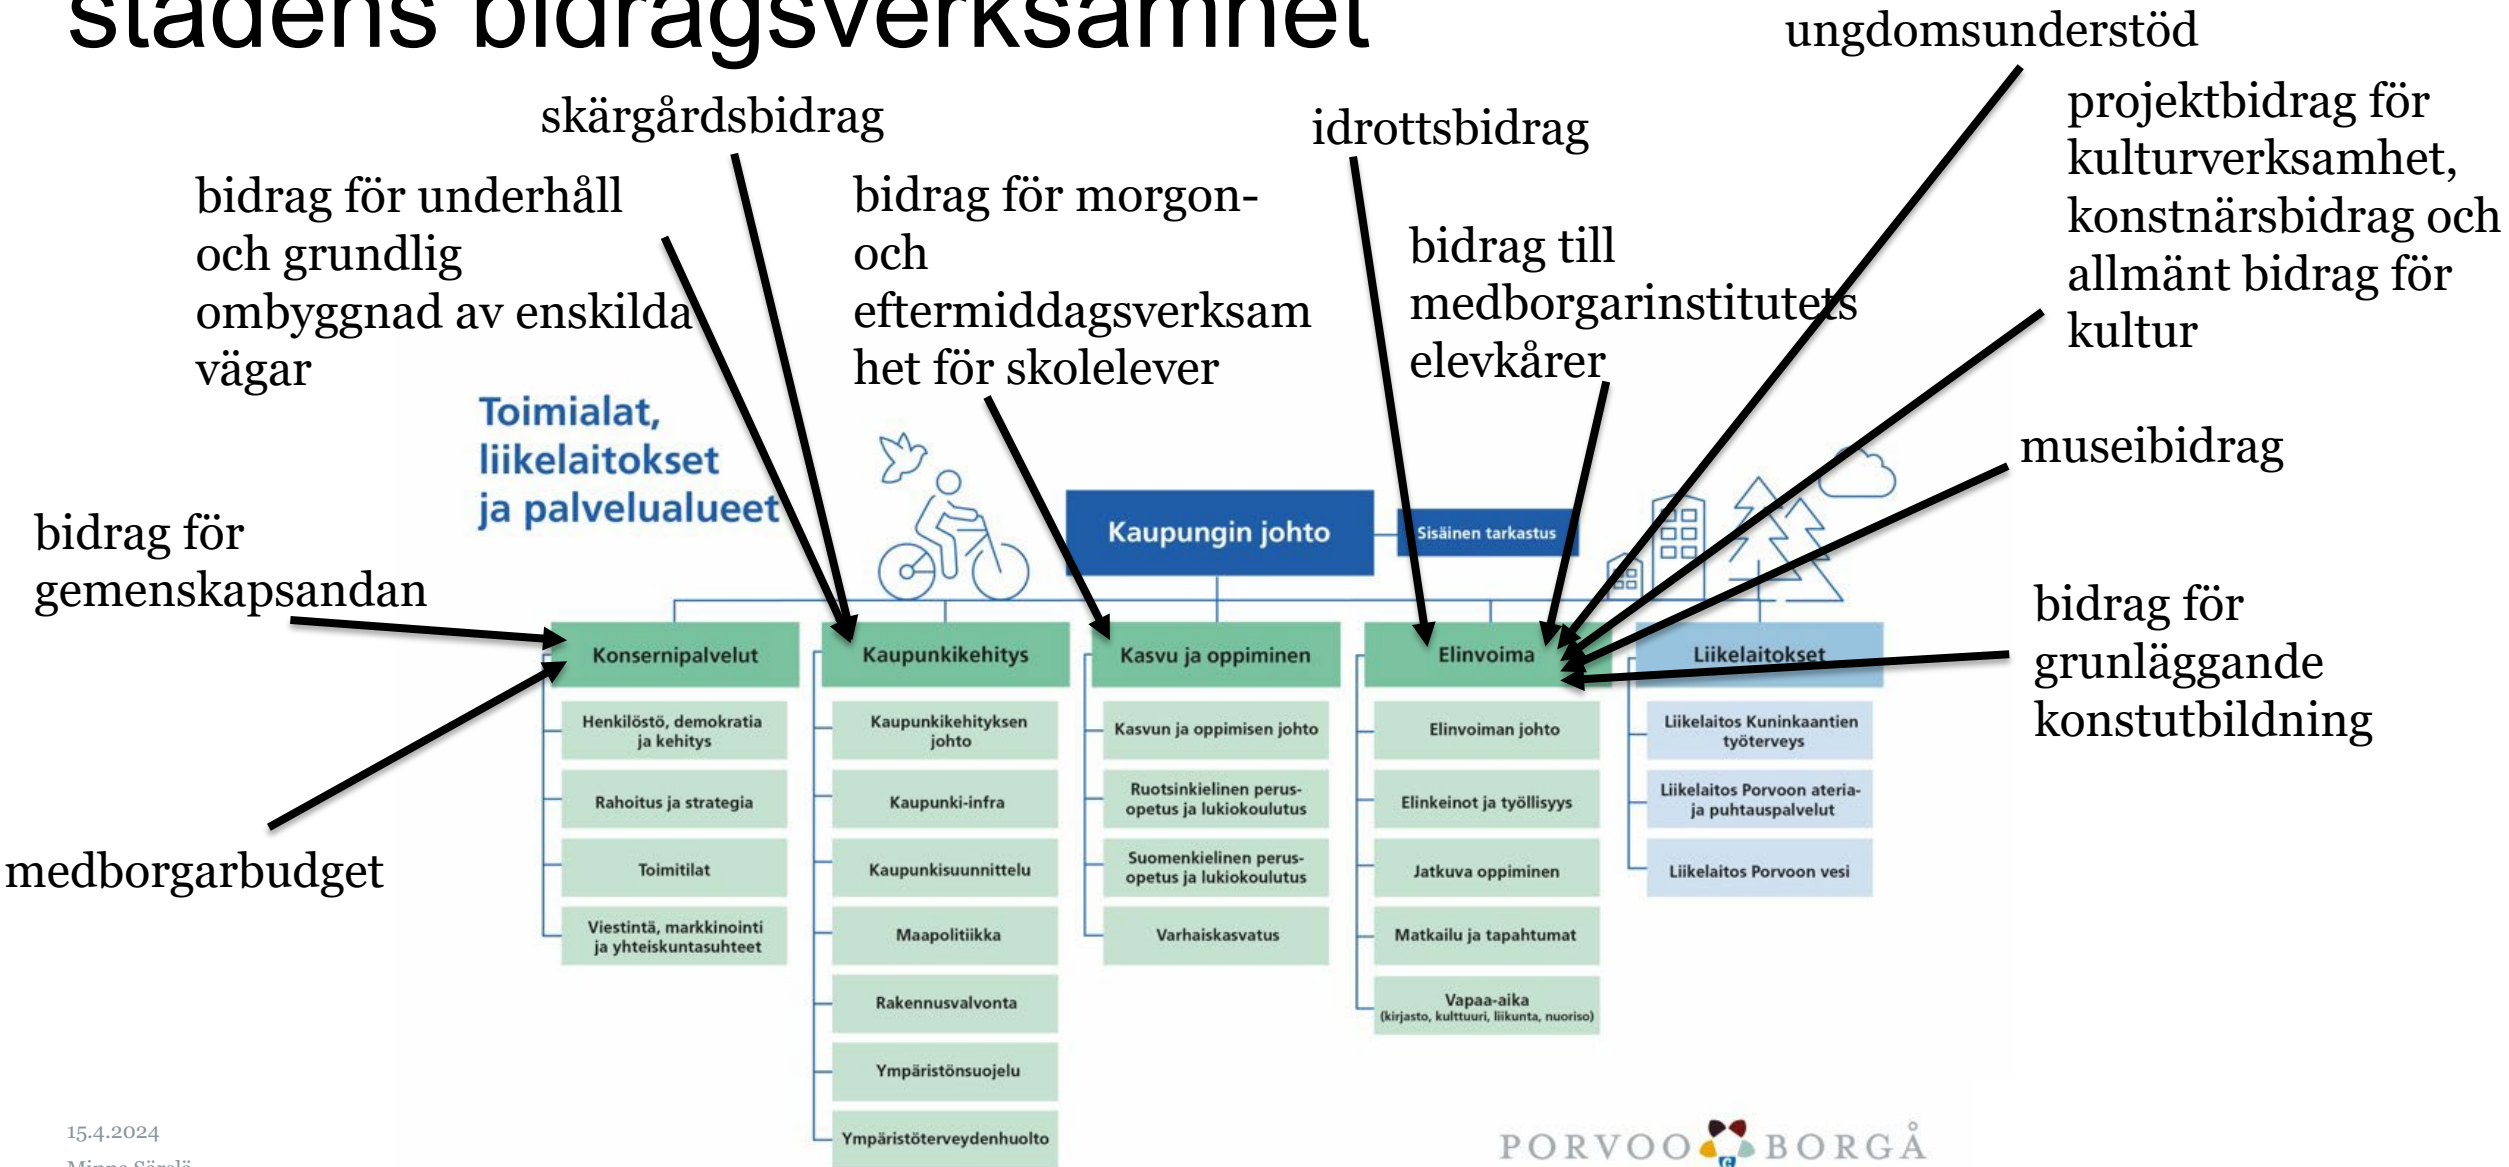 stadens bidragsverksamhet
ungdomsunderstöd
skärgårdsbidrag
idrottsbidrag
projektbidrag för
kulturverksamhet,
konstnärsbidrag och
allmänt bidrag för
kultur
bidrag för underhåll
och grundlig
ombyggnad av enskilda
vägar
bidrag för morgon-
och
eftermiddagsverksam
het för skolelever
bidrag till
medborgarinstitutets
elevkårer
museibidrag
Toimialat,
liikelaitokset
ja palvelualueet
bidrag för
gemenskapsandan
Kaupungin johto
Sisäinen tarkastus
bidrag för
grunläggande
konstutbildning
medborgarbudget
Konsernipalvelut
Henkilöstö, demokratia
ja kehitys
Rahoitus ja strategia
Toimitilat
Viestintä, markkinointi
ja yhteiskuntasuhteet
Kaupunkikehitys
Kaupunkikehityksen
johto
Kaupunki-infra
Kaupunkisuunnittelu
Maapolitiikka
Rakennusvalvonta
Ympäristönsuojelu
Ympäristöterveydenhuolto
Kasvu ja oppiminen
Kasvun ja oppimisen johto
Ruotsinkielinen perus-
opetus ja lukiokoulutus
Suomenkielinen perus-
opetus ja lukiokoulutus
Varhaiskasvatus
Elinvoima
Elinvoiman johto
Elinkeinot ja työllisyys
Jatkuva oppiminen
Matkailu ja tapahtumat
Vapaa-aika
(kirjasto, kulttuuri, liikunta, nuoriso)
Liikelaitokset
Liikelaitos Kuninkaantien
työterveys
Liikelaitos Porvoon ateria-
ja puhtauspalvelut
Liikelaitos Porvoon vesi
15.4.2024
PORVOO BORGÅ